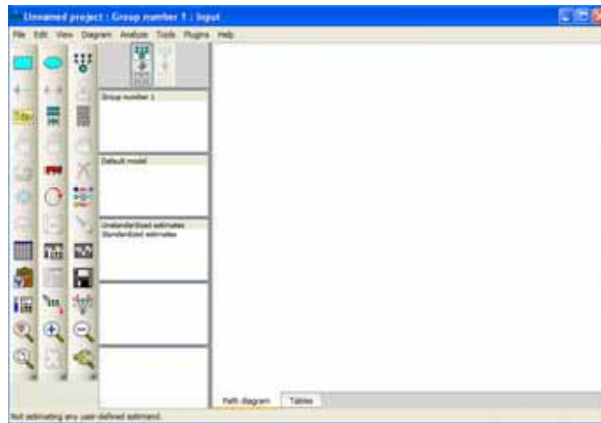 Unnamed project : Group number 1 : Input
File Edit View Diagram Analyze Tools Plugins Help
Group number 1
Default model
Unstandardized estimates
Standardized estimates
Path diagram Tables
Not estimating any user-defined estimand.